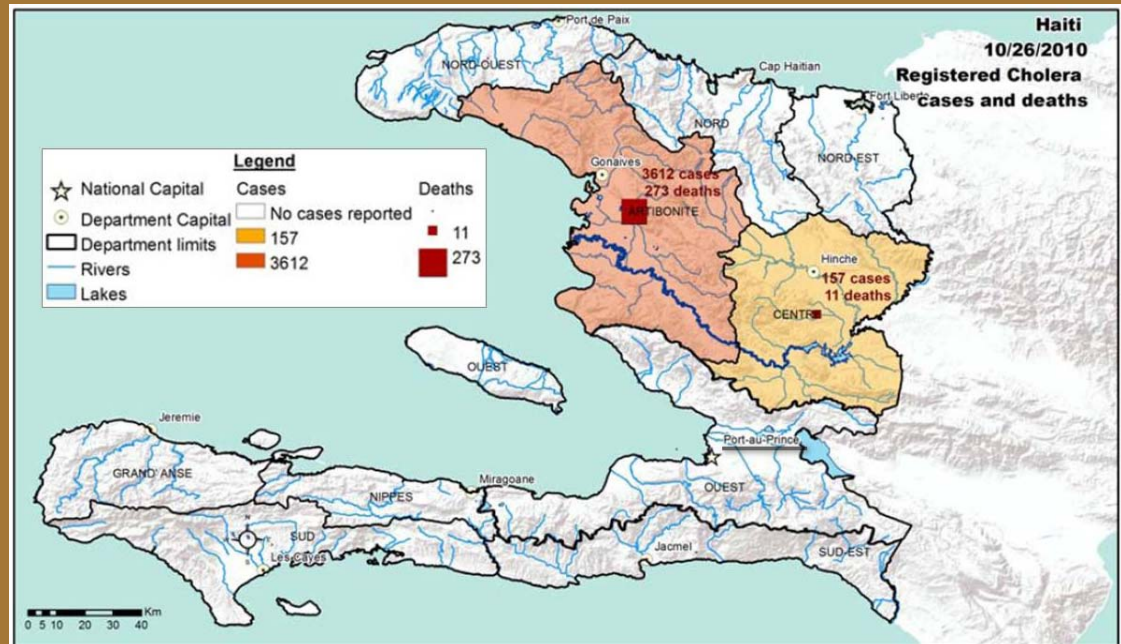 Haiti
10/26/2010
Registered Cholera
cases and deaths
Port de Paix
NORD-OUEST
Cap Haitian
Fort Liberte
NORD
NORD-EST
Legend
National Capital
Department Capital
Department limits
Rivers
Lakes
Cases
No cases reported
157
3612
Deaths
11
273
Gonaives
3612 cases
273 deaths
ARTIBONITE
Hinche
157 cases
11 deaths
CENTRE
OUEST
Jeremie
Port-au-Prince
GRAND ANSE
Miragoane
NIPPES
OUEST
SUD
Jacmel
SUD-EST
Les Cayes
N
Km
0 5 10 20 30 40